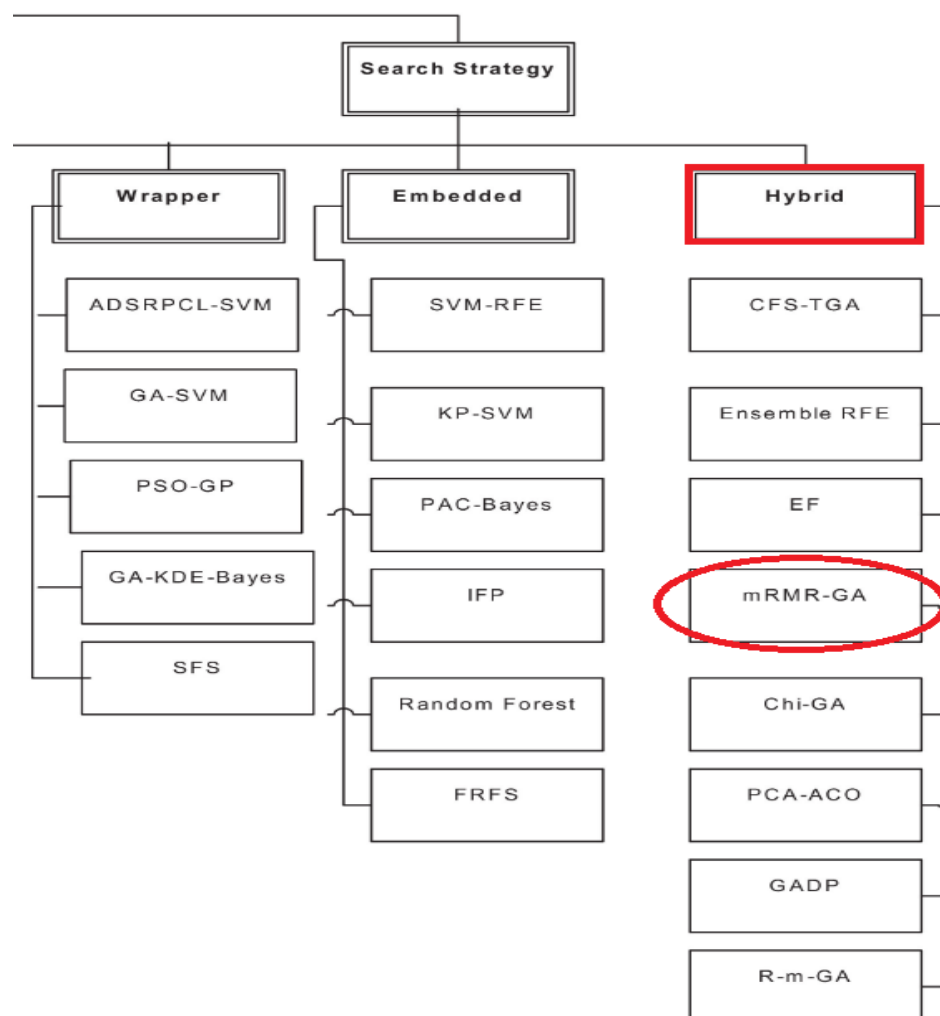 Search Strategy
Wrapper
Embedded
Hybrid
ADSRPCL-SVM
SVM-RFE
CFS-TGA
GA-SVM
KP-SVM
Ensemble RFE
PSO-GP
PAC-Bayes
EF
GA-KDE-Bayes
IFP
mRMR-GA
SFS
Random Forest
Chi-GA
FRFS
PCA-ACO
GADP
R-m-GA